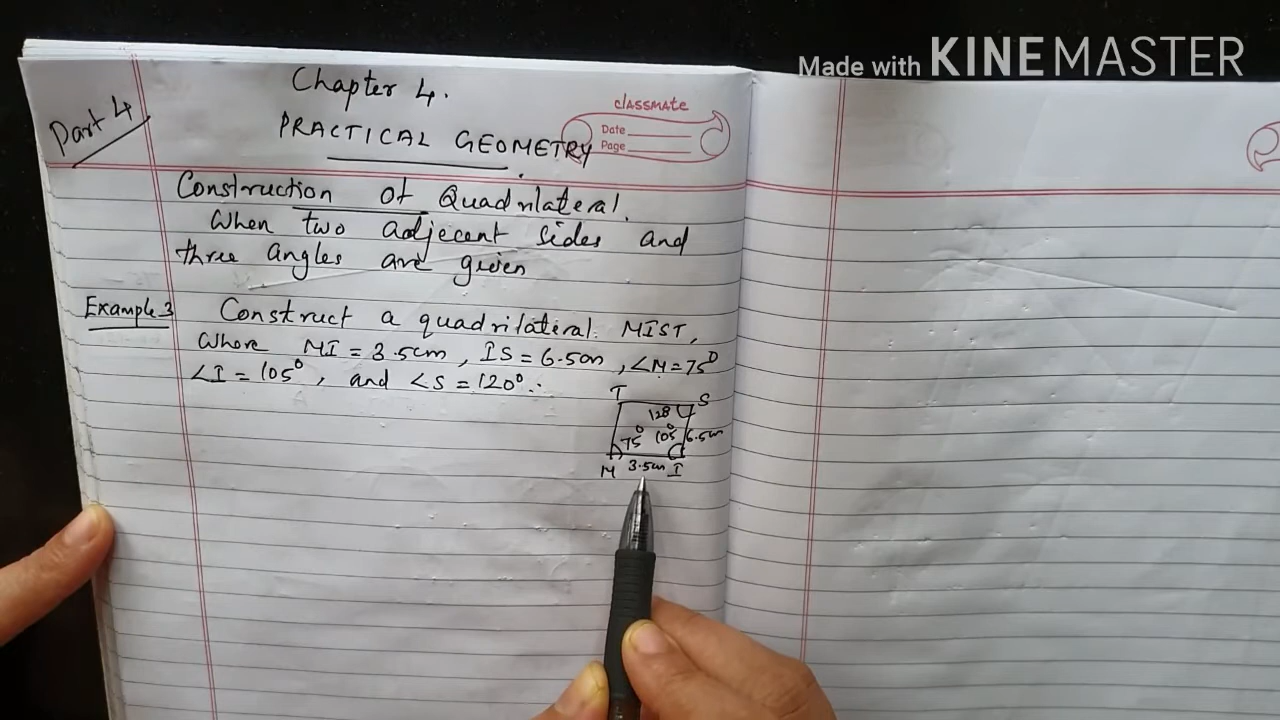 Made with KINEMASTER
Part 4
Chapter 4.
PRACTICAL GEOMETRY
classmate
Date
Page
Construction of Quadrilateral.
When two adjecent sides and
three angles are given
Example 3 Construct a quadrilateral. MIST,
Where MI = 3.5cm, IS = 6.5cm, ∠M = 75°
∠I = 105°, and ∠S = 120°.
T S
120
75° 105° 6.5cm
M 3.5cm I